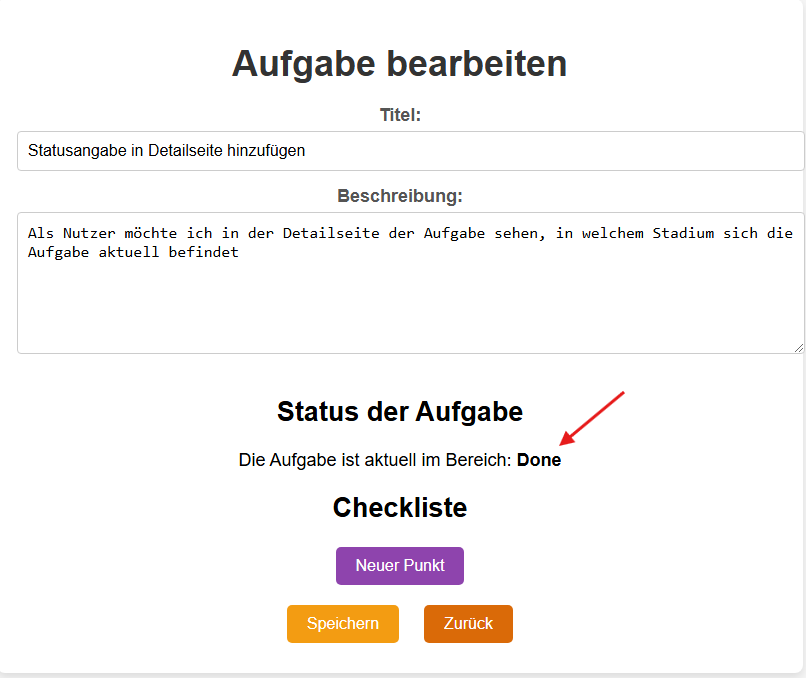 Aufgabe bearbeiten
Titel:
Statusangabe in Detailseite hinzufügen
Beschreibung:
Als Nutzer möchte ich in der Detailseite der Aufgabe sehen, in welchem Stadium sich die
Aufgabe aktuell befindet
Status der Aufgabe
Die Aufgabe ist aktuell im Bereich: Done
Checkliste
Neuer Punkt
Speichern
Zurück